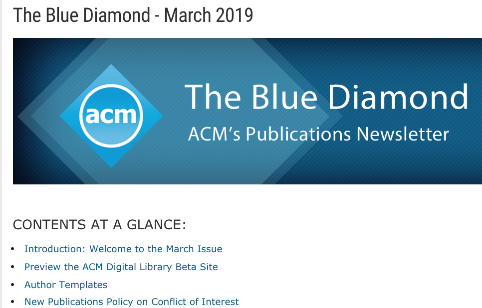 The Blue Diamond - March 2019
acm
The Blue Diamond
ACM's Publications Newsletter
CONTENTS AT A GLANCE:
• Introduction: Welcome to the March Issue
• Preview the ACM Digital Library Beta Site
• Author Templates
• New Publications Policy on Conflict of Interest